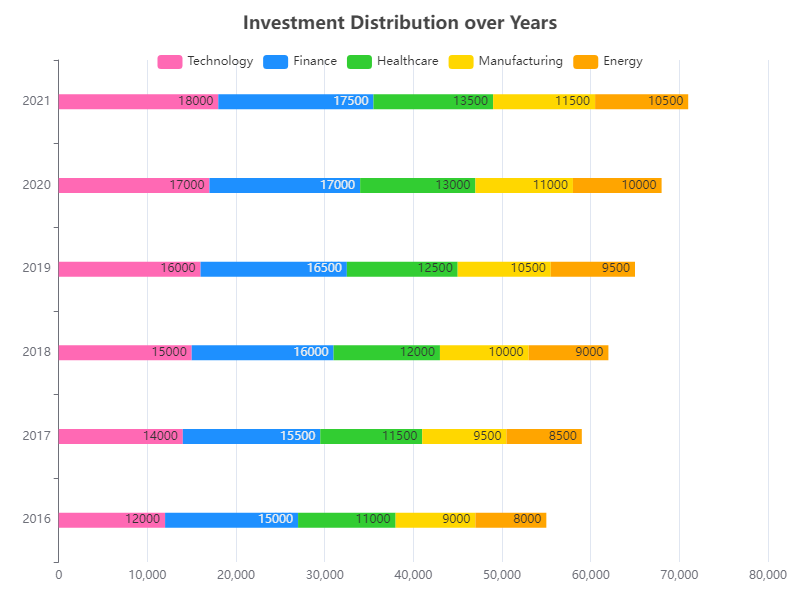 Investment Distribution over Years
Technology Finance Healthcare Manufacturing Energy
2021 18000 17500 13500 11500 10500
2020 17000 17000 13000 11000 10000
2019 16000 16500 12500 10500 9500
2018 15000 16000 12000 10000 9000
2017 14000 15500 11500 9500 8500
2016 12000 15000 11000 9000 8000
0 10,000 20,000 30,000 40,000 50,000 60,000 70,000 80,000